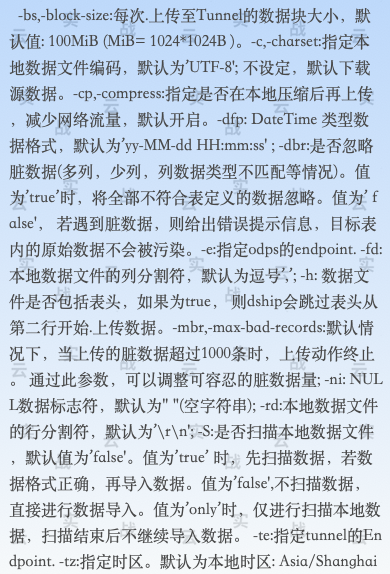 -bs,-block-size:每次.上传至Tunnel的数据块大小，默
认值: 100MiB (MiB= 1024*1024B )。-c,-charset:指定本
地数据文件编码，默认为'UTF-8'; 不设定，默认下载
源数据。-cp,-compress:指定是否在本地压缩后再上传
，减少网络流量，默认开启。-dfp: DateTime 类型数
据格式，默认为'yy-MM-dd HH:mm:ss' ; -dbr:是否忽略
脏数据(多列，少列，列数据类型不匹配等情况)。值
为'true'时，将全部不符合表定义的数据忽略。值为' f
alse'， 若遇到脏数据，则给出错误提示信息，目标表
内的原始数据不会被污染。-e:指定odps的endpoint. -fd:
本地数据文件的列分割符，默认为逗号','; -h: 数据文
件是否包括表头，如果为true，则dship会跳过表头从
第二行开始.上传数据。-mbr,-max-bad-records:默认情
况下，当上传的脏数据超过1000条时，上传动作终止
。 通过此参数，可以调整可容忍的脏数据量; -ni: NUL
L数据标志符，默认为" "(空字符串); -rd:本地数据文件
的行分割符，默认为'\r\n'; -S:是否扫描本地数据文件
，默认值为'false'。值为'true' 时，先扫描数据，若数
据格式正确，再导入数据。值为'false',不扫描数据，
直接进行数据导入。值为'only'时，仅进行扫描本地数
据，扫描结束后不继续导入数据。 -te:指定tunnel的En
dpoint. -tz:指定时区。默认为本地时区: Asia/Shanghai